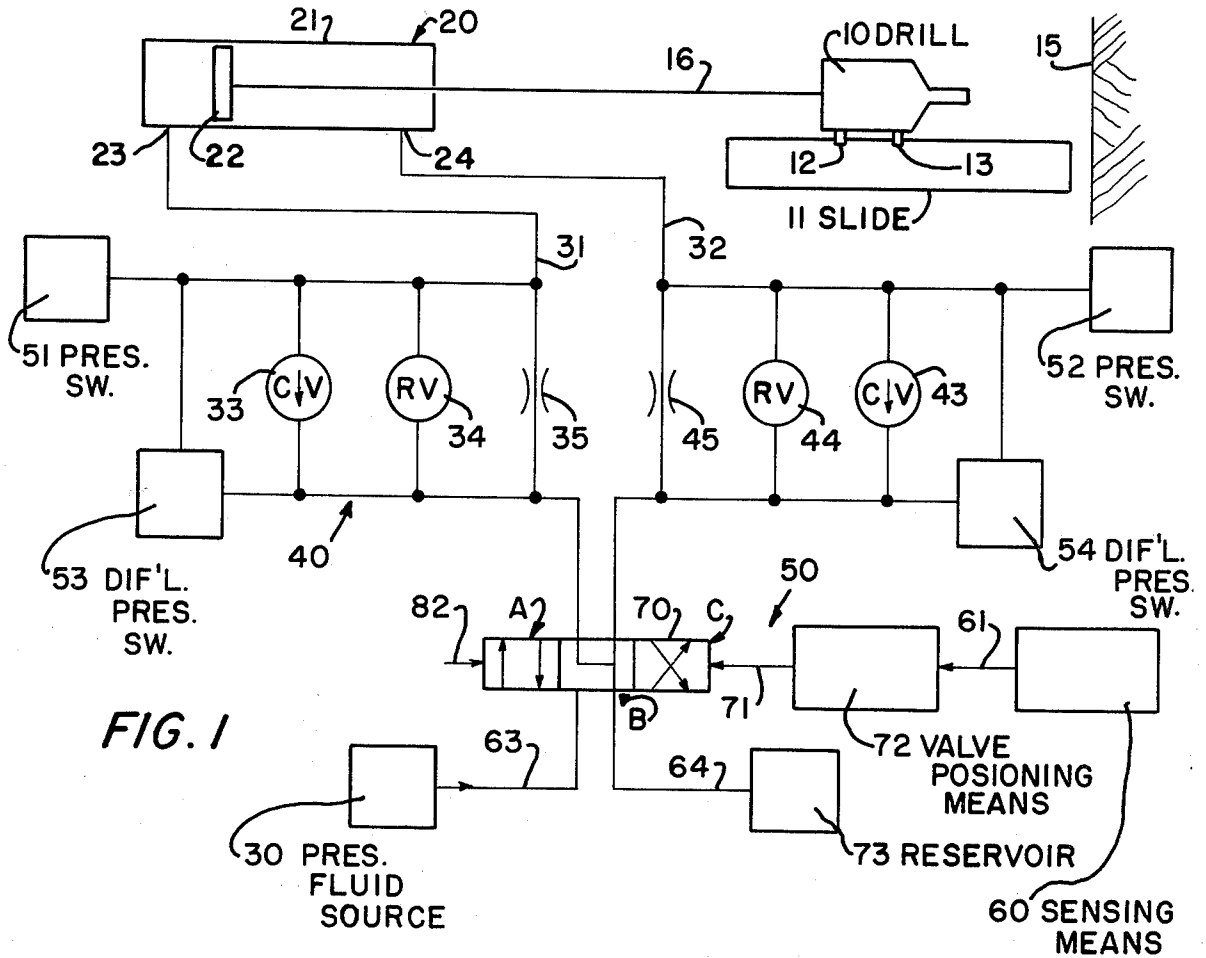 21
20
10 DRILL
16
15
23
22
24
12
13
11 SLIDE
31
32
51 PRES.
SW.
C V
33
RV
34
35
45
RV
44
C V
43
52 PRES.
SW.
40
53 DIF'L.
PRES.
SW.
54 DIF'L.
PRES.
SW.
82
A
70
C
50
61
B
71
FIG. 1
63
64
72 VALVE
POSIONING
MEANS
30 PRES.
FLUID
SOURCE
73 RESERVOIR
60 SENSING
MEANS